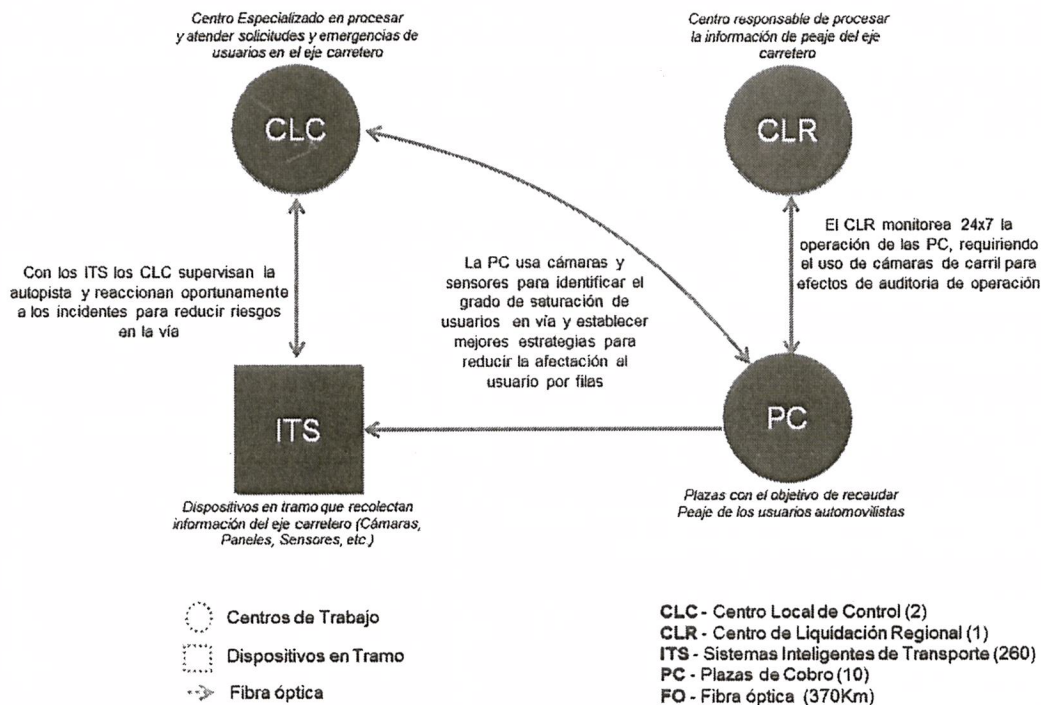 Centro Especializado en procesar
y atender solicitudes y emergencias de
usuarios en el eje carretero
Centro responsable de procesar
la información de peaje del eje
carretero
CLC
CLR
Con los ITS los CLC supervisan la
autopista y reaccionan oportunamente
a los incidentes para reducir riesgos
en la vía
La PC usa cámaras y
sensores para identificar el
grado de saturación de
usuarios en vía y establecer
mejores estrategias para
reducir la afectación al
usuario por filas
El CLR monitorea 24x7 la
operación de las PC, requiriendo
el uso de cámaras de carril para
efectos de auditoria de operación
ITS
PC
Dispositivos en tramo que recolectan
información del eje carretero (Cámaras,
Paneles, Sensores, etc.)
Plazas con el objetivo de recaudar
Peaje de los usuarios automovilistas
Centros de Trabajo
Dispositivos en Tramo
Fibra óptica
CLC - Centro Local de Control (2)
CLR - Centro de Liquidación Regional (1)
ITS - Sistemas Inteligentes de Transporte (260)
PC - Plazas de Cobro (10)
FO - Fibra óptica (370Km)